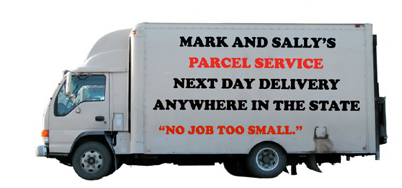 MARK AND SALLY'S
PARCEL SERVICE
NEXT DAY DELIVERY
ANYWHERE IN THE STATE
"NO JOB TOO SMALL."